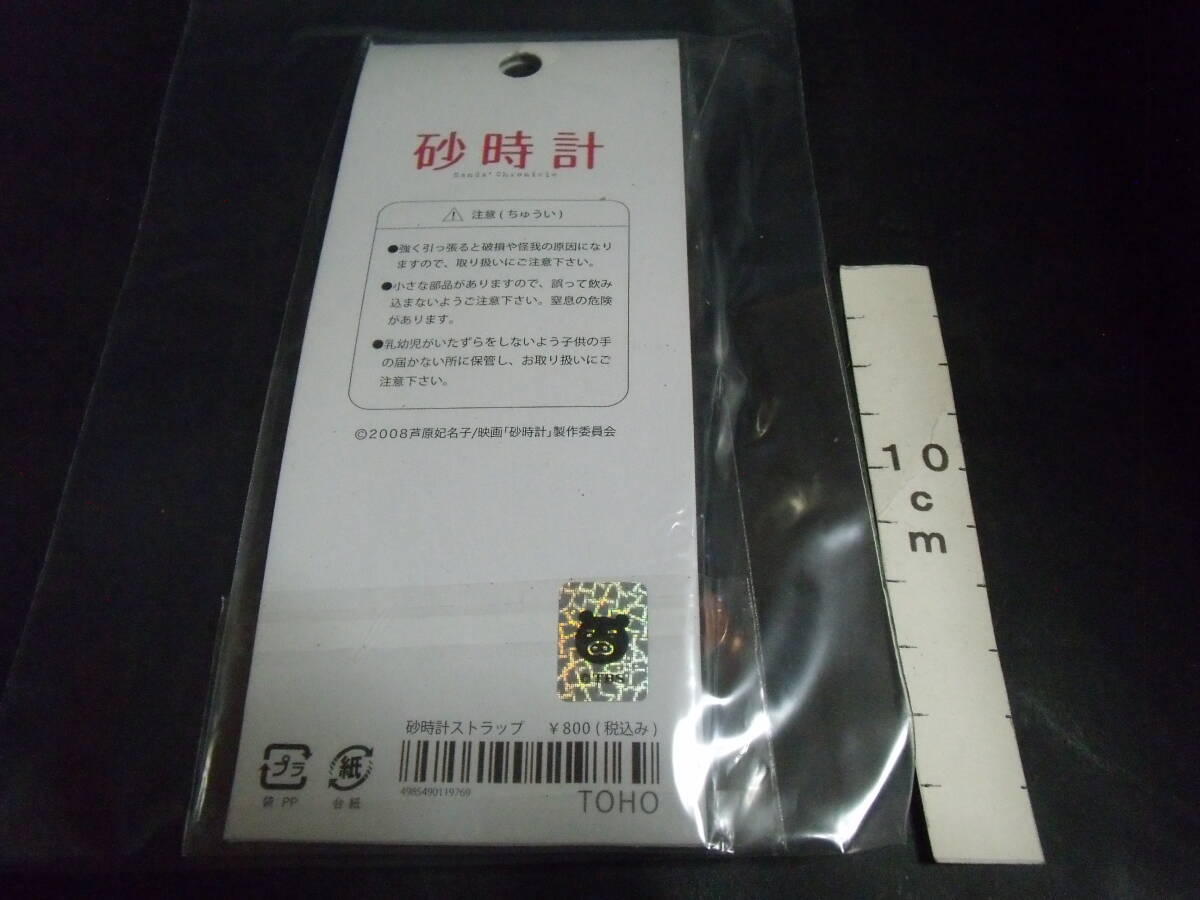 砂時計
Sands' Chronicle
注意(ちゅうい)
●強く引っ張ると破損や怪我の原因になり
ますので、取り扱いにご注意下さい。
●小さな部品がありますので、誤って飲み
込まないようご注意下さい。窒息の危険
があります。
●乳幼児がいたずらをしないよう子供の手
の届かない所に保管し、お取り扱いにご
注意下さい。
©2008芦原妃名子/映画「砂時計」製作委員会
©TBS
砂時計ストラップ ￥800(税込み)
プラ
袋 PP
紙
台紙
4985490119769
TOHO
10
cm